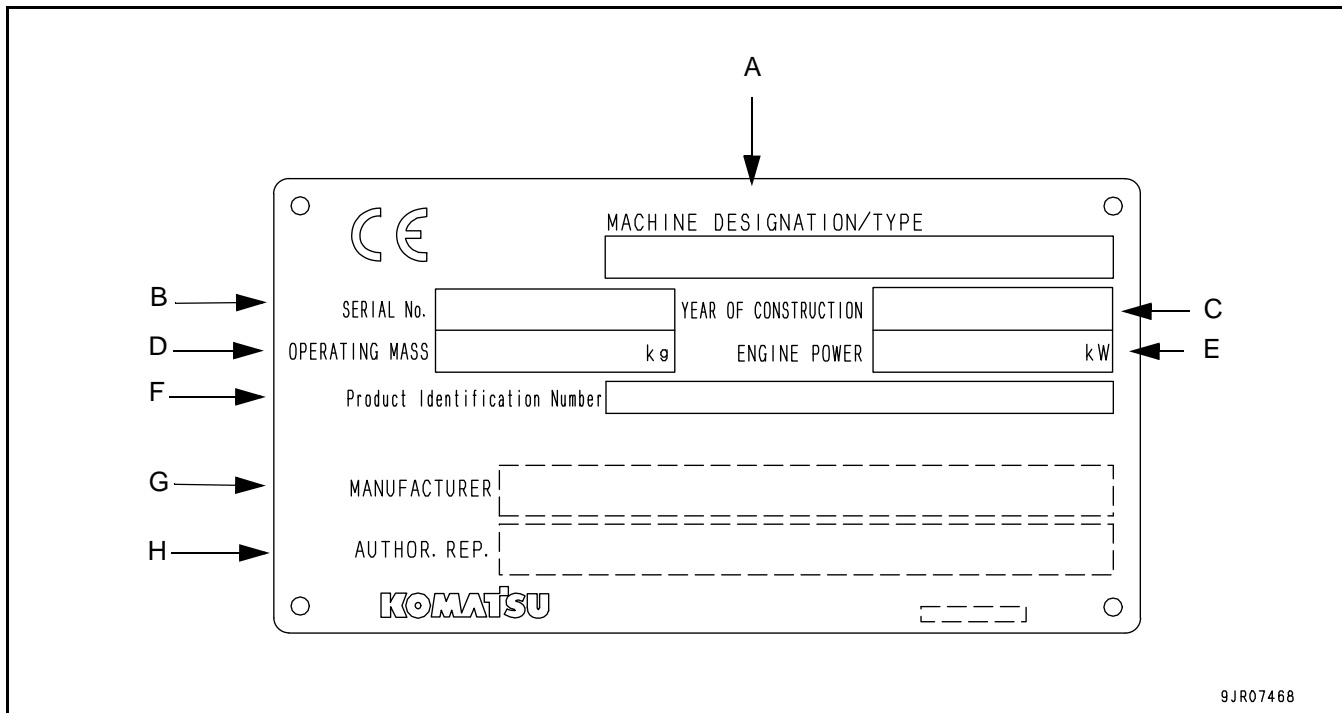 A
CE
MACHINE DESIGNATION/TYPE
B SERIAL No. YEAR OF CONSTRUCTION C
D OPERATING MASS kg ENGINE POWER kW E
F Product Identification Number
G MANUFACTURER
H AUTHOR. REP.
KOMATSU
9JR07468